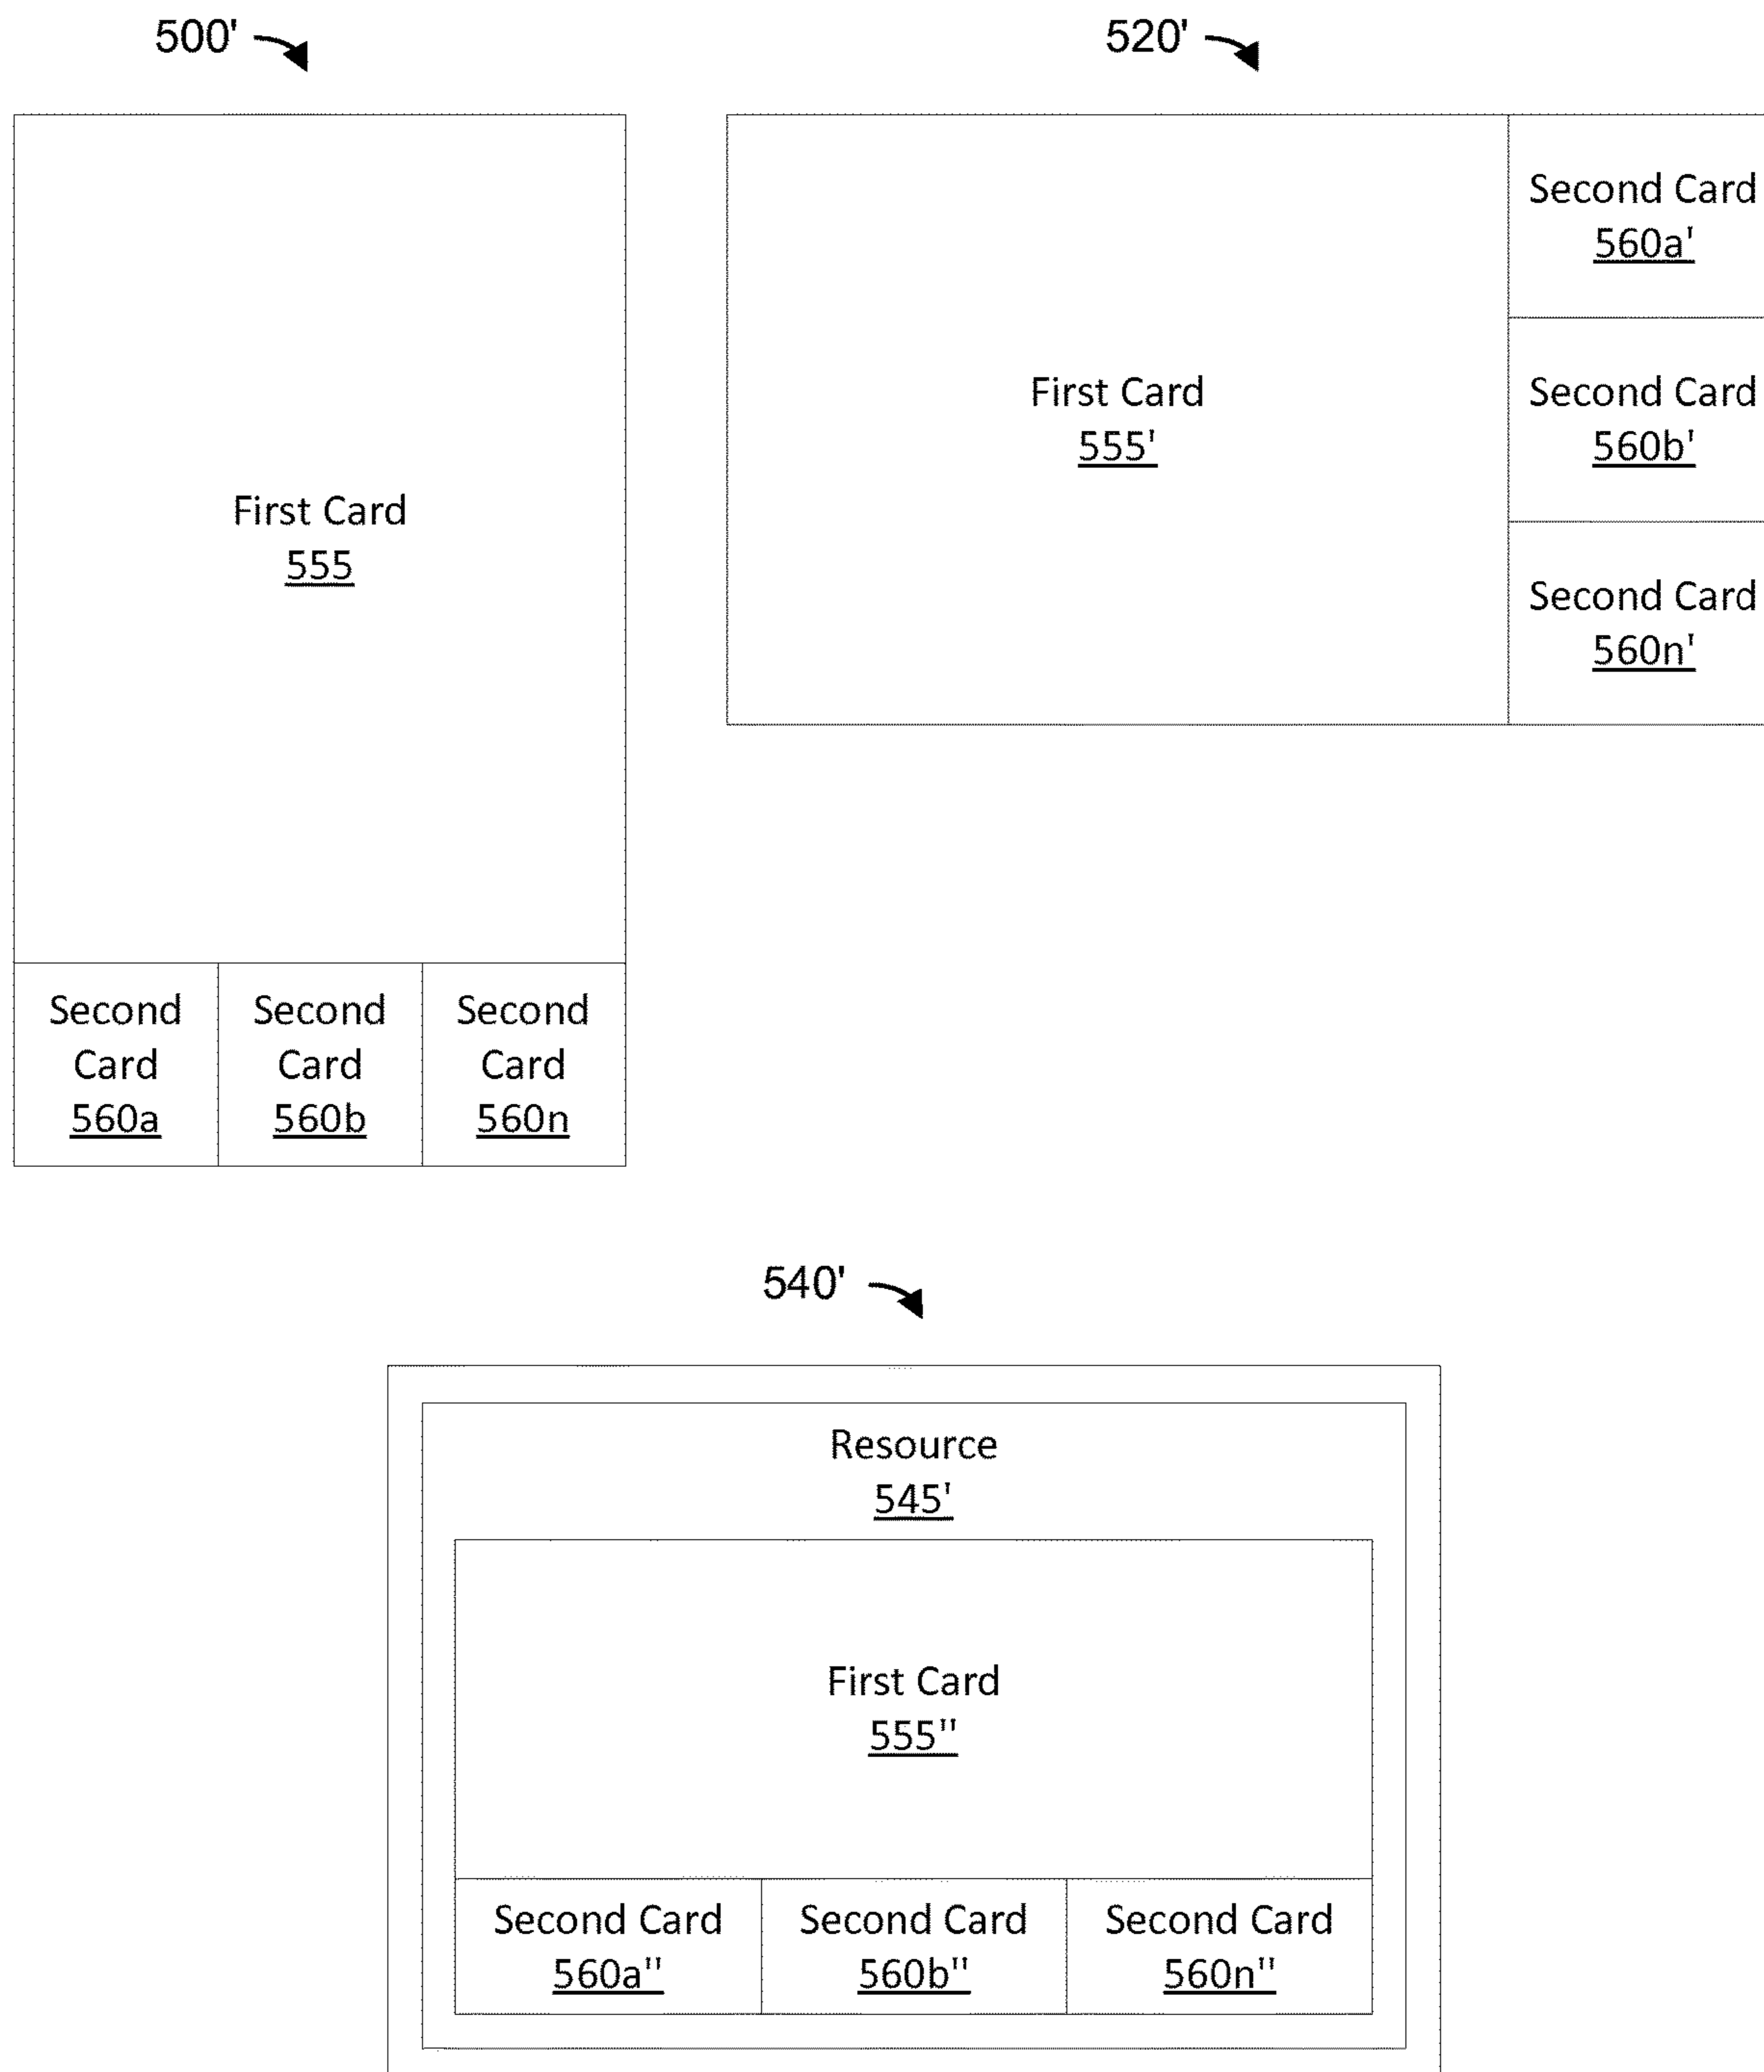 500'
First Card
555
Second
Card
560a
Second
Card
560b
Second
Card
560n
520'
First Card
555'
Second Card
560a'
Second Card
560b'
Second Card
560n'
540'
Resource
545'
First Card
555"
Second Card
560a"
Second Card
560b"
Second Card
560n"